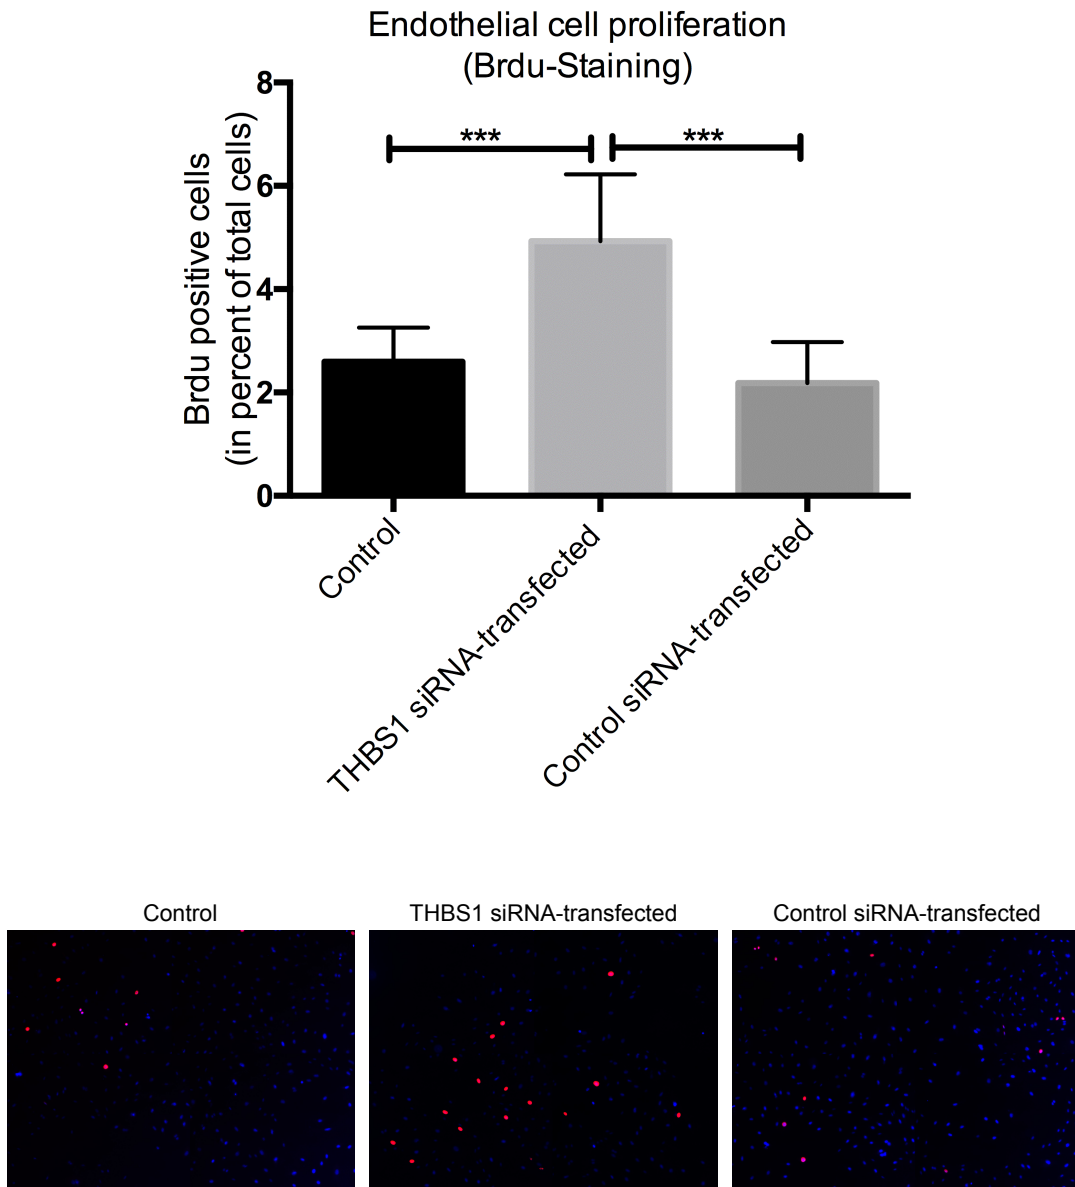 Endothelial cell proliferation
(Brdu-Staining)
Brdu positive cells
(in percent of total cells)
8
6
4
2
0
***
***
Control
THBS1 siRNA-transfected
Control siRNA-transfected
Control
THBS1 siRNA-transfected
Control siRNA-transfected